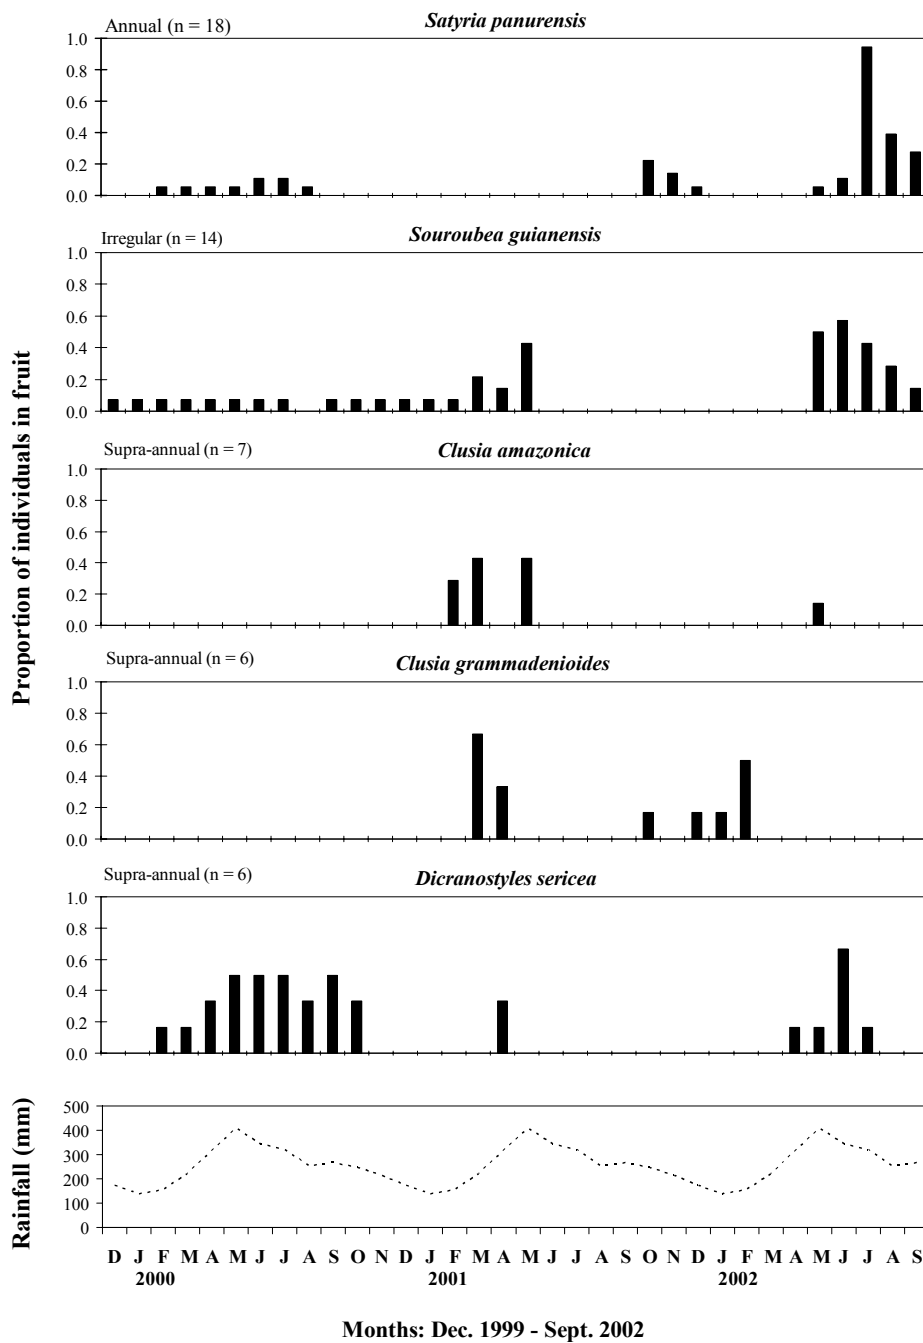 Annual (n = 18)
Satyria panurensis
1.0
0.8
0.6
0.4
0.2
0.0
Irregular (n = 14)
Souroubea guianensis
1.0
0.8
0.6
0.4
0.2
0.0
Supra-annual (n = 7)
Clusia amazonica
1.0
0.8
0.6
0.4
0.2
0.0
Supra-annual (n = 6)
Clusia grammadenioides
1.0
0.8
0.6
0.4
0.2
0.0
Supra-annual (n = 6)
Dicranostyles sericea
1.0
0.8
0.6
0.4
0.2
0.0
Proportion of individuals in fruit
500
400
300
200
100
0
Rainfall (mm)
D J F M A M J J A S O N D J F M A M J J A S O N D J F M A M J J A S
2000 2001 2002
Months: Dec. 1999 - Sept. 2002